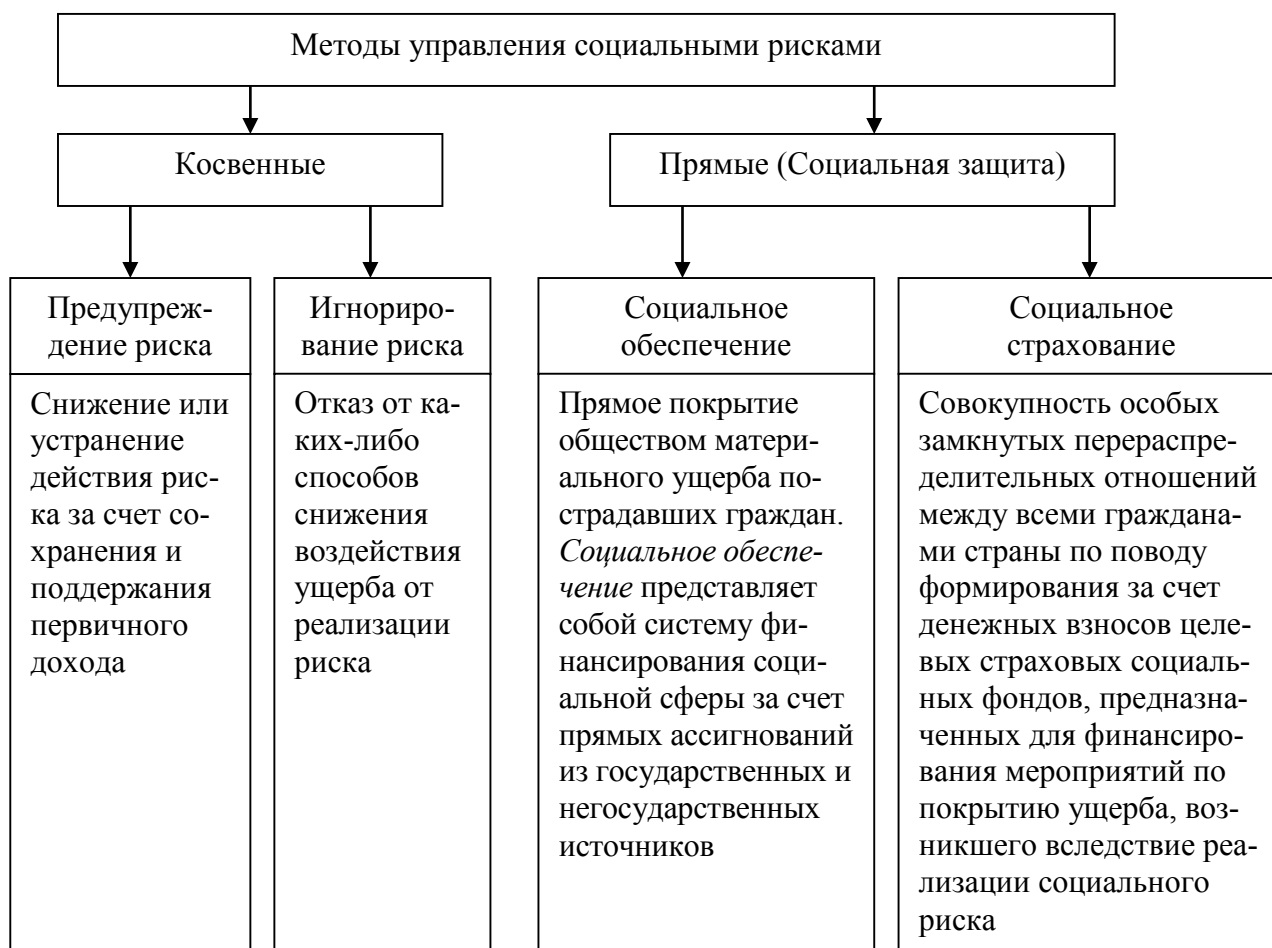 Методы управления социальными рисками
Косвенные
Прямые (Социальная защита)
Предупреж-
дение риска
Снижение или
устранение
действия рис-
ка за счет со-
хранения и
поддержания
первичного
дохода
Игнориро-
вание риска
Отказ от ка-
ких-либо
способов
снижения
воздействия
ущерба от
реализации
риска
Социальное
обеспечение
Прямое покрытие
обществом матери-
ального ущерба по-
страдавших граждан.
Социальное обеспе-
чение представляет
собой систему фи-
нансирования соци-
альной сферы за счет
прямых ассигнований
из государственных и
негосударственных
источников
Социальное
страхование
Совокупность особых
замкнутых перераспре-
делительных отношений
между всеми граждана-
ми страны по поводу
формирования за счет
денежных взносов целе-
вых страховых социаль-
ных фондов, предназна-
ченных для финансиро-
вания мероприятий по
покрытию ущерба, воз-
никшего вследствие реа-
лизации социального
риска